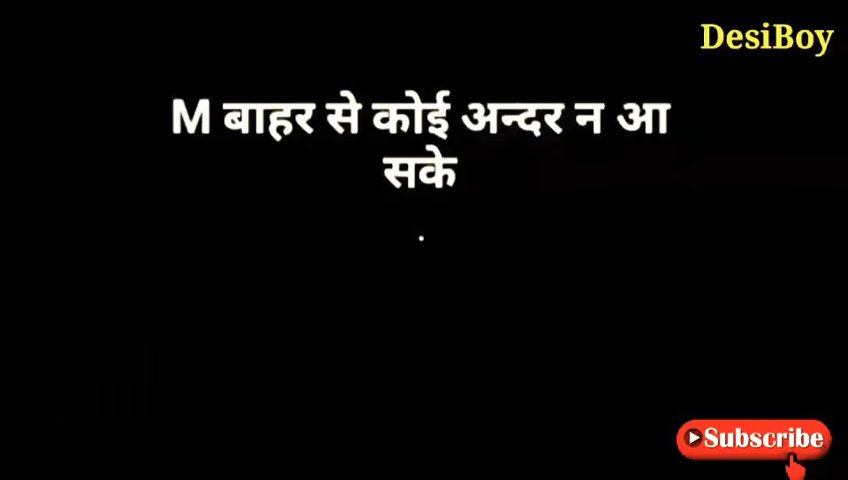 DesiBoy
M बाहर से कोई अन्दर न आ
सके
.
Subscribe